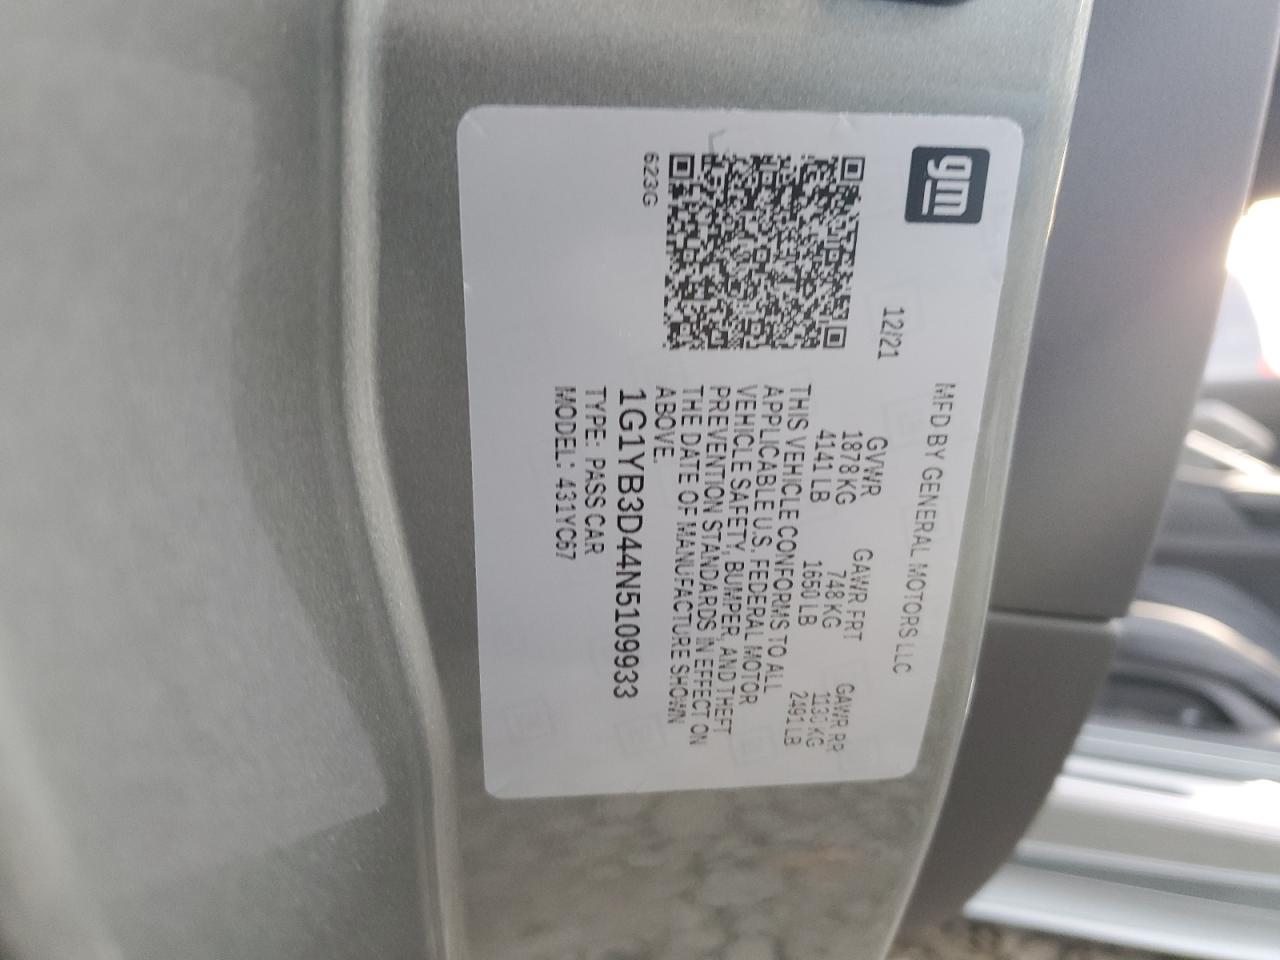 gm
MFD BY GENERAL MOTORS LLC
12/21
GVWR GAWR FRT GAWR RR
1878 KG 748 KG 1130 KG
4141 LB 1650 LB 2491 LB
THIS VEHICLE CONFORMS TO ALL
APPLICABLE U.S. FEDERAL MOTOR
VEHICLE SAFETY, BUMPER, AND THEFT
PREVENTION STANDARDS IN EFFECT ON
THE DATE OF MANUFACTURE SHOWN
ABOVE.
1G1YB3D44N5109933
TYPE: PASS CAR
MODEL: 431YC67
623G